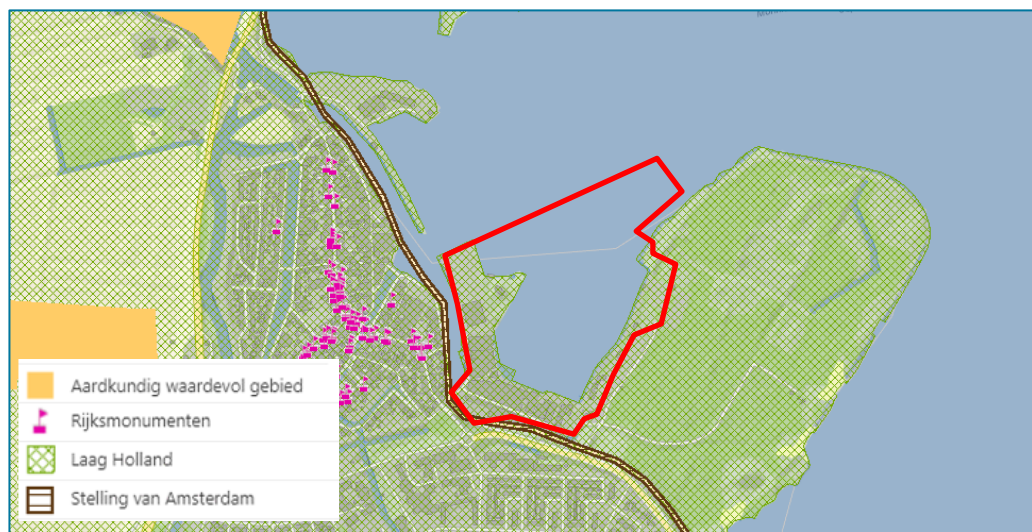 Aardkundig waardevol gebied
Rijksmonumenten
Laag Holland
Stelling van Amsterdam